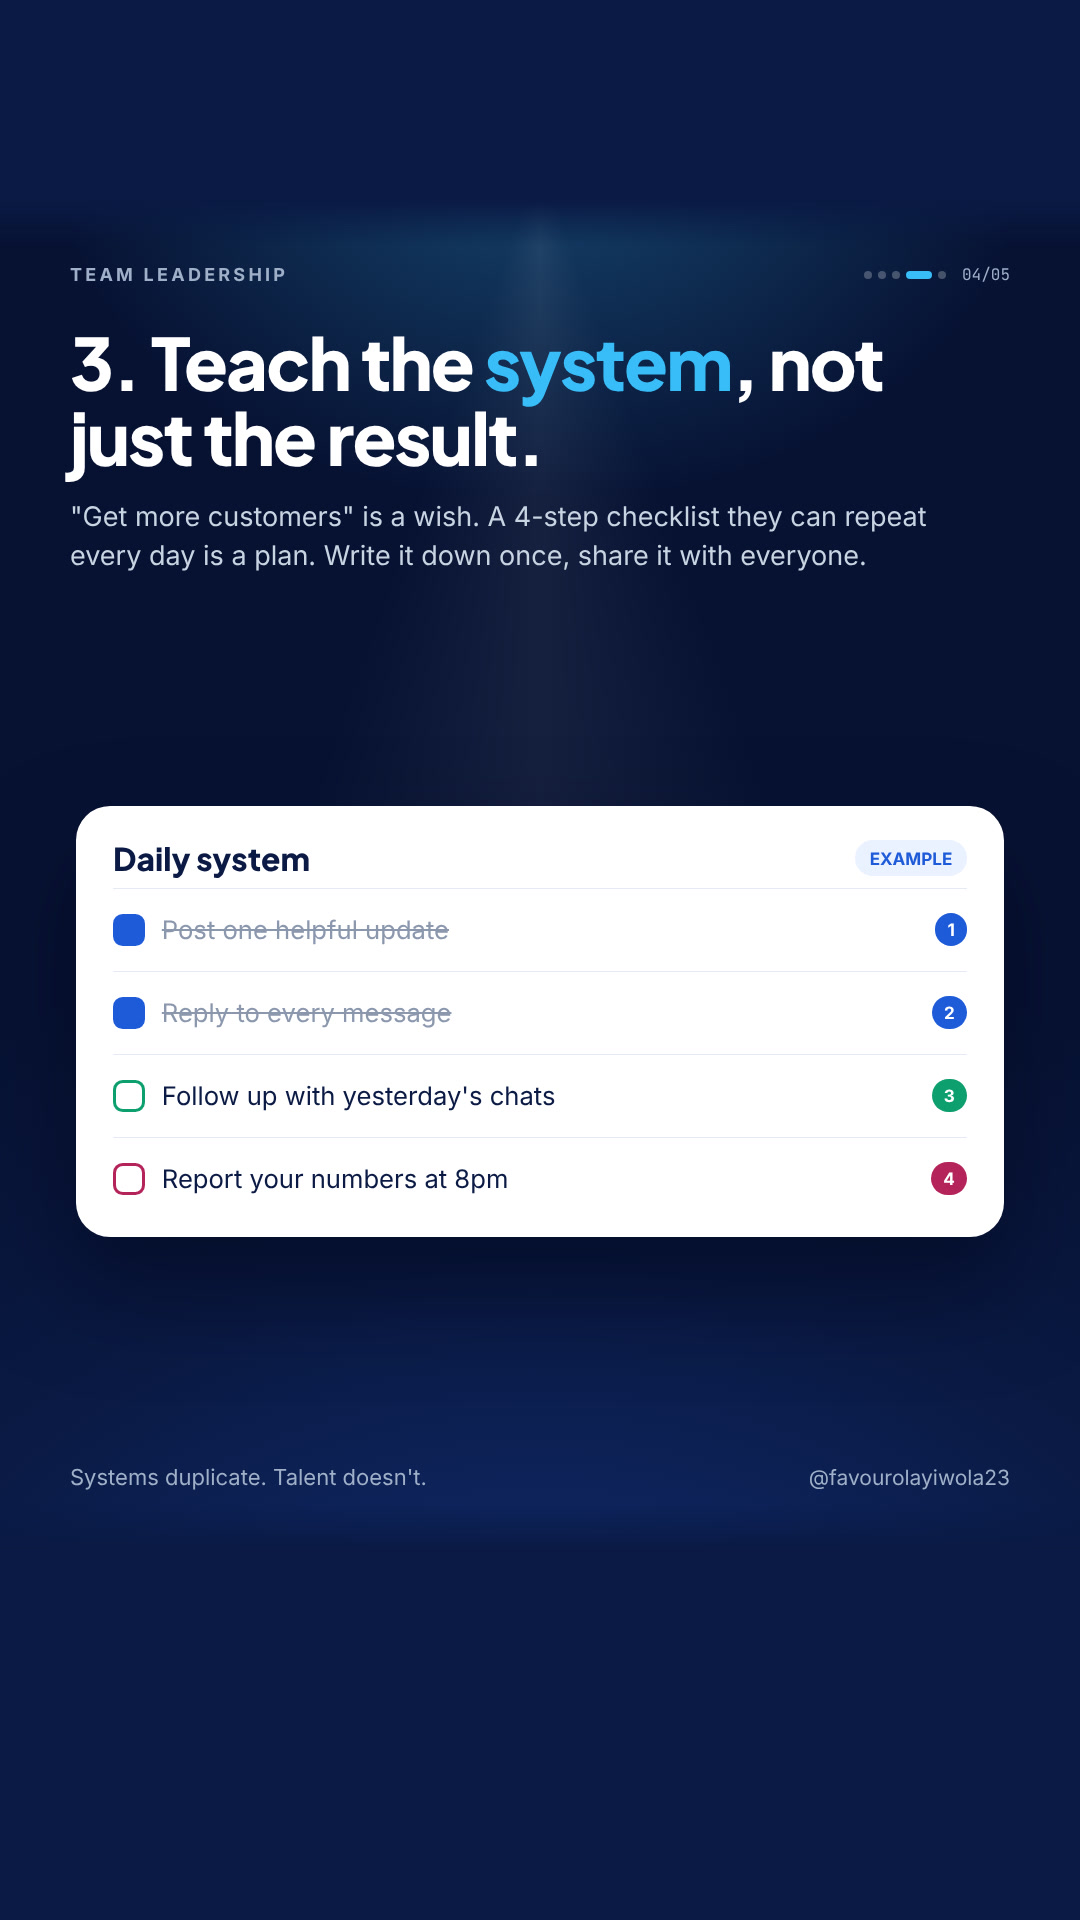 TEAM LEADERSHIP
04/05
3. Teach the system, not
just the result.
"Get more customers" is a wish. A 4-step checklist they can repeat
every day is a plan. Write it down once, share it with everyone.
Daily system
EXAMPLE
Post one helpful update
1
Reply to every message
2
Follow up with yesterday's chats
3
Report your numbers at 8pm
4
Systems duplicate. Talent doesn't.
@favourolayiwola23